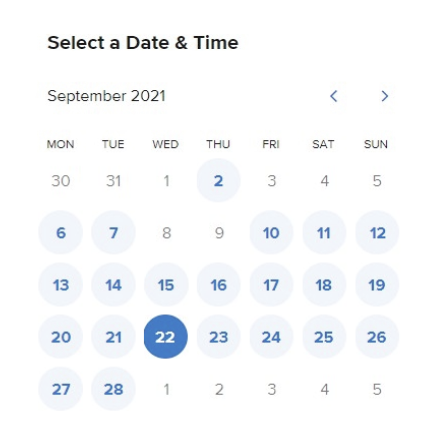 Select a Date & Time
September 2021
MON TUE WED THU FRI SAT SUN
30 31 1 2 3 4 5
6 7 8 9 10 11 12
13 14 15 16 17 18 19
20 21 22 23 24 25 26
27 28 1 2 3 4 5